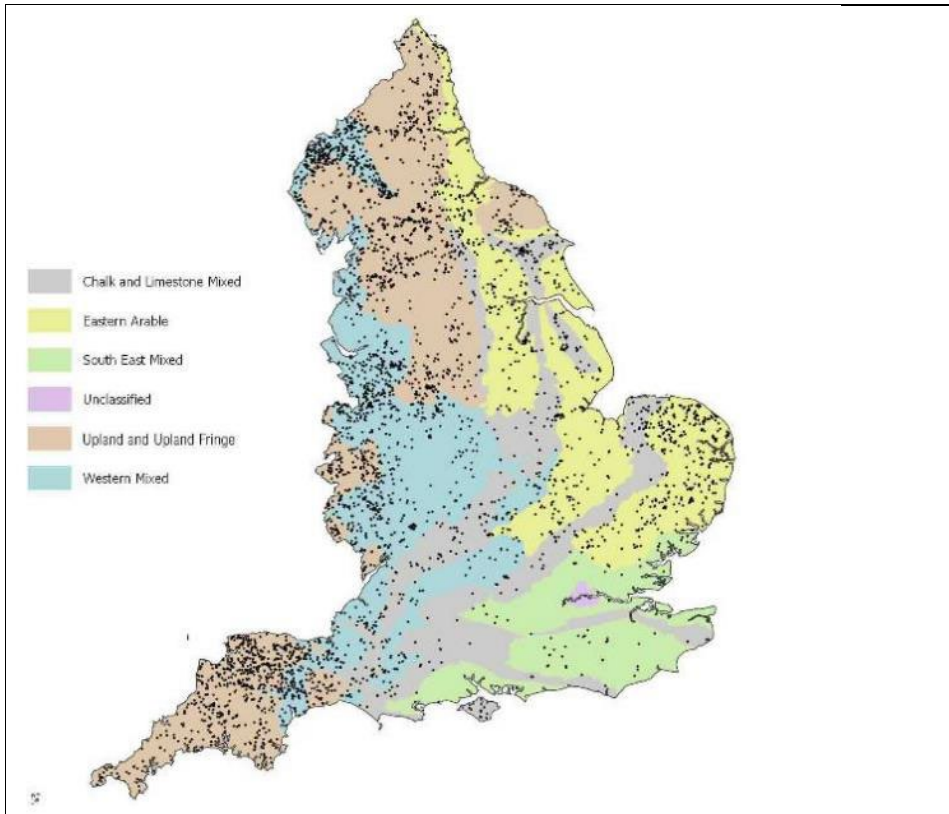 Chalk and Limestone Mixed
Eastern Arable
South East Mixed
Unclassified
Upland and Upland Fringe
Western Mixed